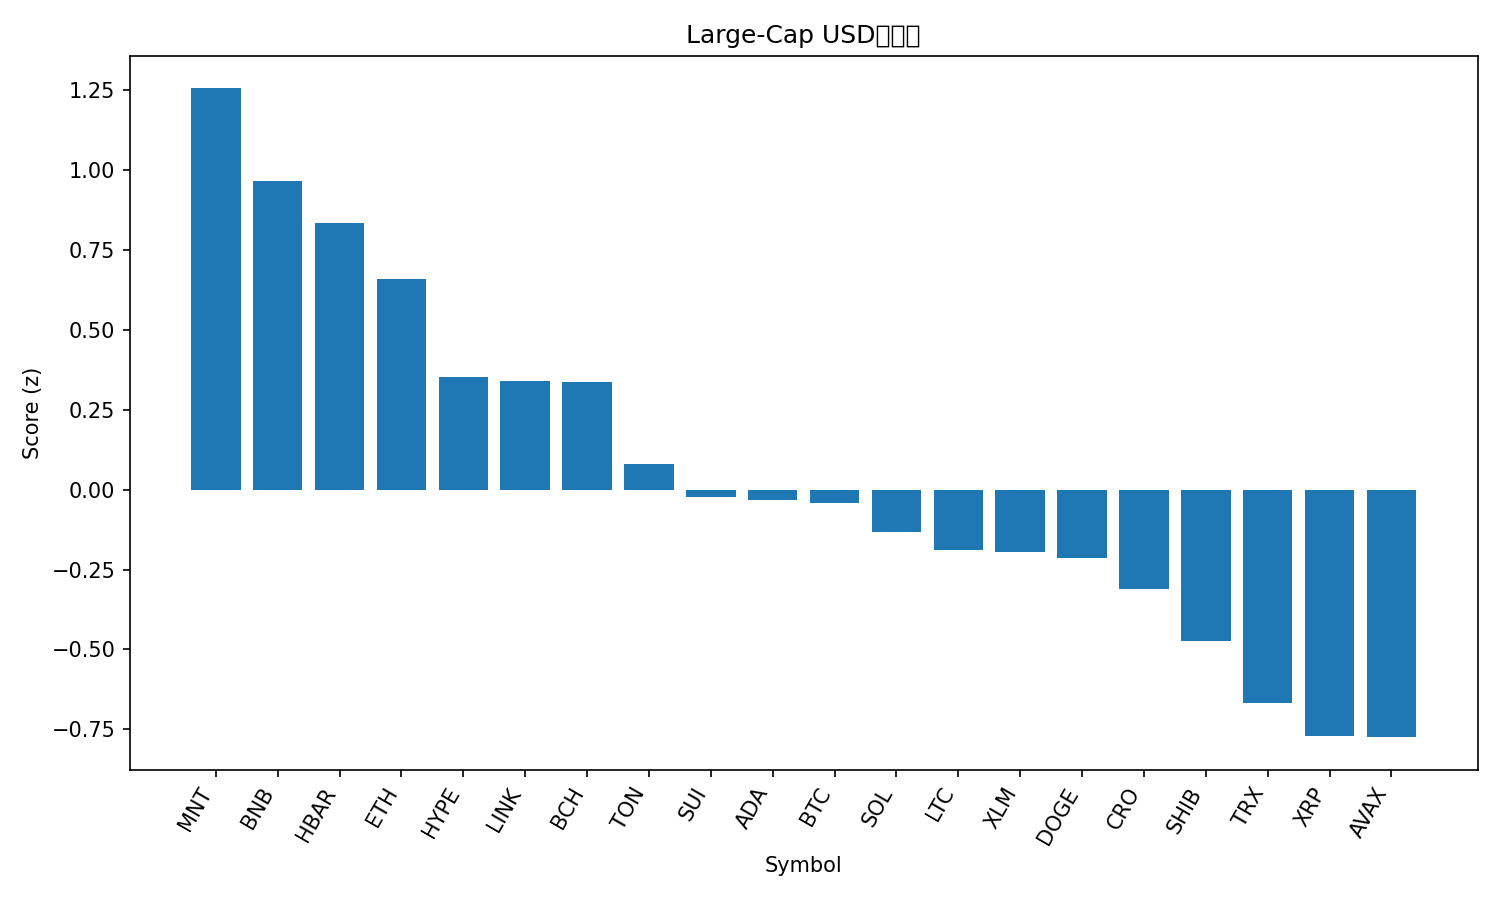 Large-Cap USD
1.25
1.00
0.75
0.50
0.25
0.00
−0.25
−0.50
−0.75
Score (z)
MNT
BNB
HBAR
ETH
HYPE
LINK
BCH
TON
SUI
ADA
BTC
SOL
LTC
XLM
DOGE
CRO
SHIB
TRX
XRP
AVAX
Symbol